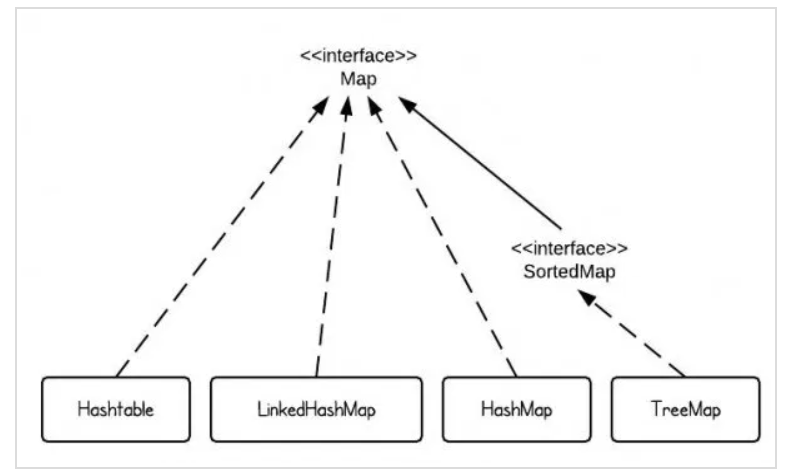 <<interface>>
Map
<<interface>>
SortedMap
Hashtable
LinkedHashMap
HashMap
TreeMap